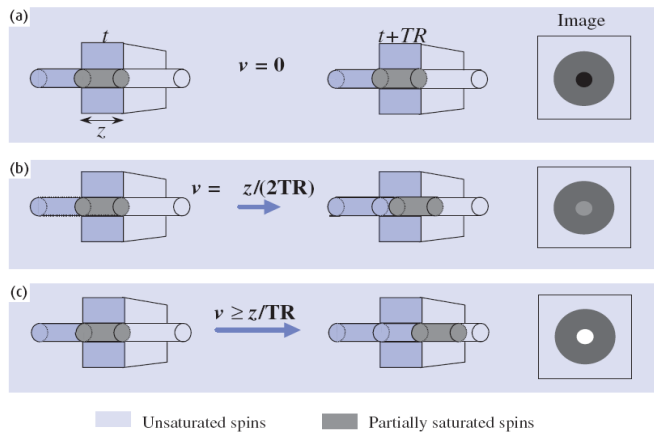 (a)
t
t+TR
Image
v = 0
z
(b)
v = z/(2TR)
(c)
v ≥ z/TR
Unsaturated spins
Partially saturated spins